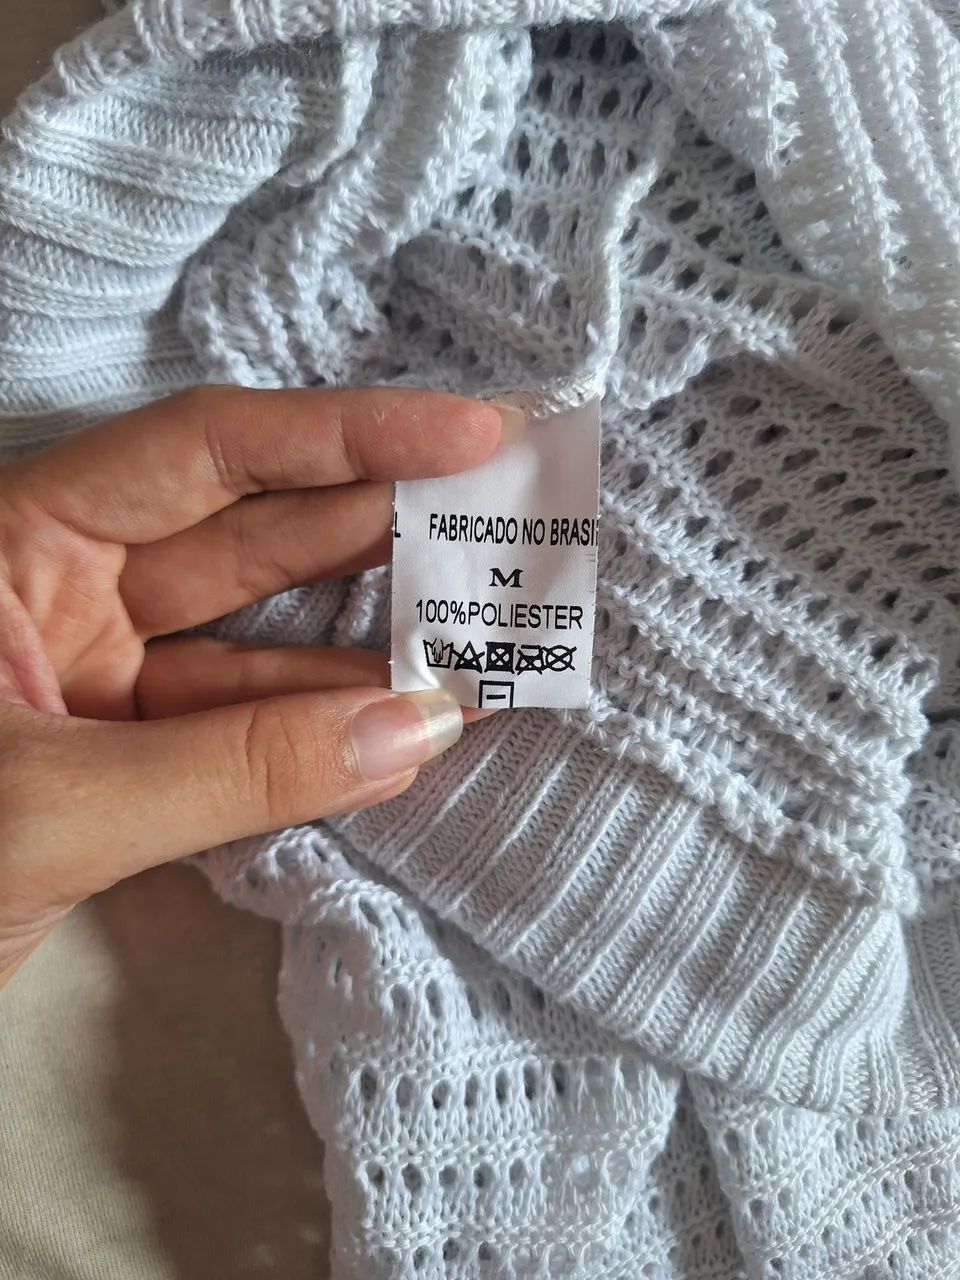 L FABRICADO NO BRASI
M
100%POLIESTER